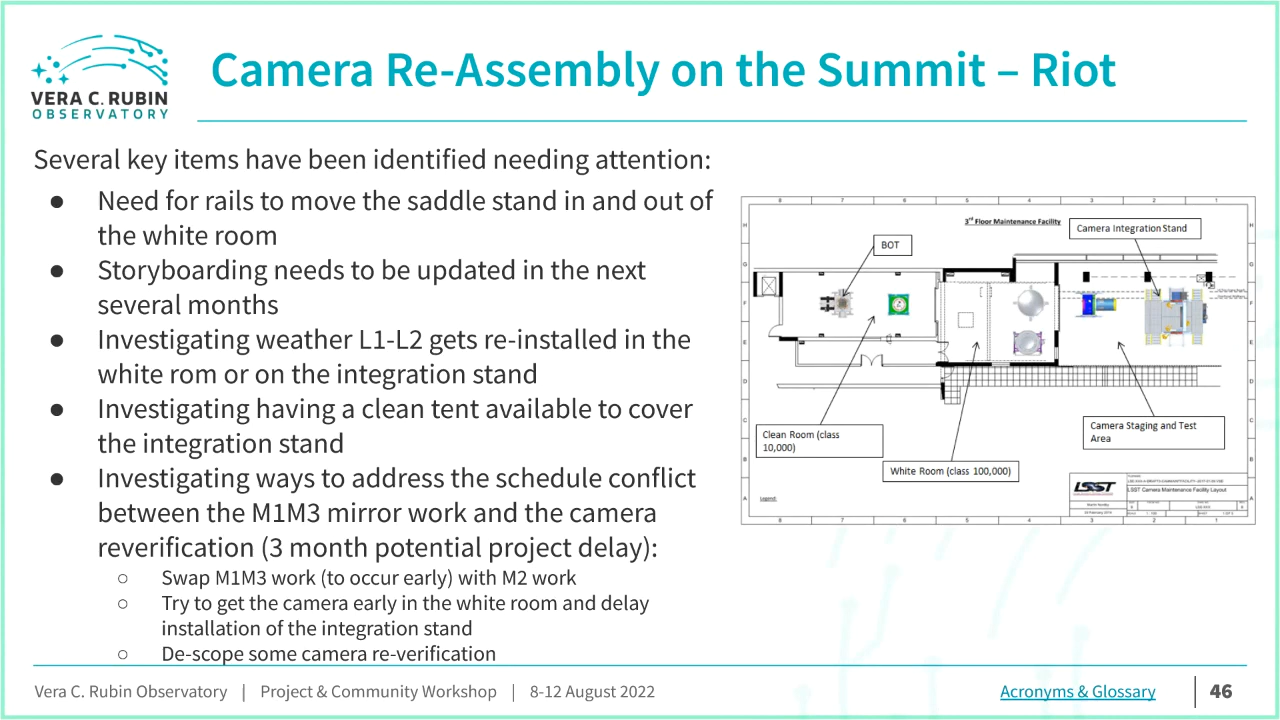 Camera Re-Assembly on the Summit – Riot
VERA C. RUBIN
OBSERVATORY
Several key items have been identified needing attention:
● Need for rails to move the saddle stand in and out of
the white room
● Storyboarding needs to be updated in the next
several months
● Investigating weather L1-L2 gets re-installed in the
white rom or on the integration stand
● Investigating having a clean tent available to cover
the integration stand
● Investigating ways to address the schedule conflict
between the M1M3 mirror work and the camera
reverification (3 month potential project delay):
○ Swap M1M3 work (to occur early) with M2 work
○ Try to get the camera early in the white room and delay
installation of the integration stand
○ De-scope some camera re-verification
3rd Floor Maintenance Facility
Camera Integration Stand
BOT
Clean Room (class
10,000)
White Room (class 100,000)
Camera Staging and Test
Area
Legend:
LSST
LSST Camera Maintenance Facility Layout
Vera C. Rubin Observatory | Project & Community Workshop | 8-12 August 2022
Acronyms & Glossary
46